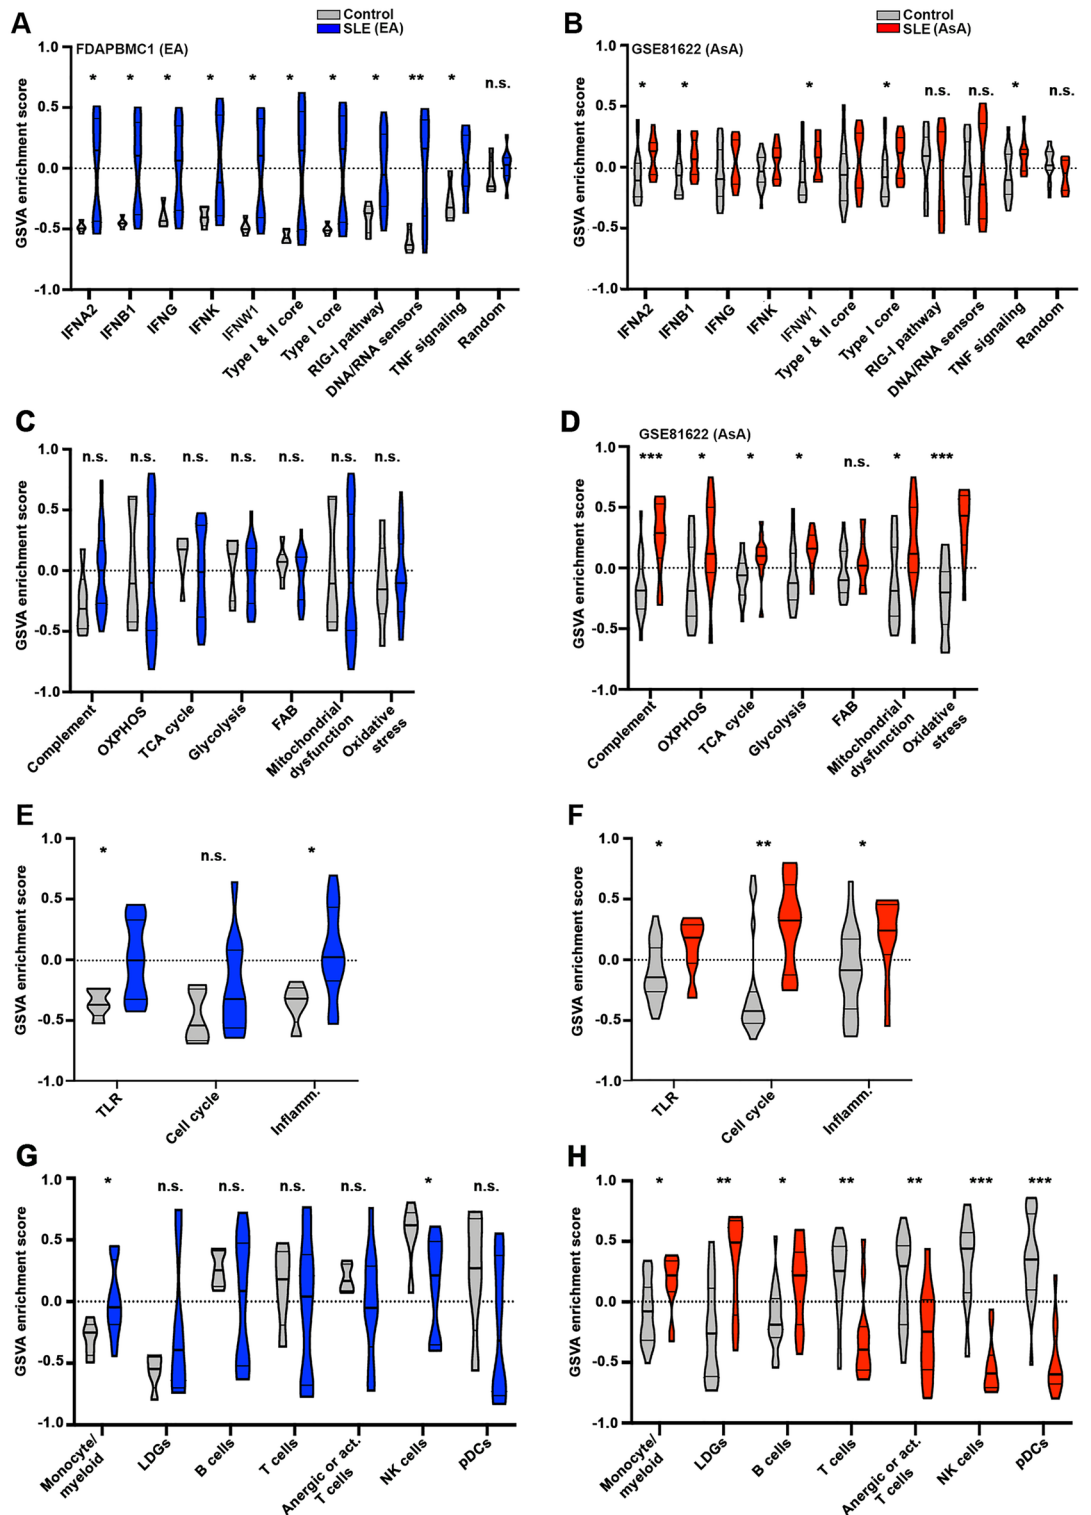 A
Control
SLE (EA)
FDAPBMC1 (EA)
GSVA enrichment score
1.0
0.5
0.0
-0.5
-1.0
* * * * * * * * ** * n.s.
IFNA2
IFNB1
IFNG
IFNK
IFNW1
Type I & II core
Type I core
RIG-I pathway
DNA/RNA sensors
TNF signaling
Random
B
Control
SLE (AsA)
GSE81622 (AsA)
GSVA enrichment score
1.0
0.5
0.0
-0.5
-1.0
* * * * n.s. n.s. * n.s.
IFNA2
IFNB1
IFNG
IFNK
IFNW1
Type I & II core
Type I core
RIG-I pathway
DNA/RNA sensors
TNF signaling
Random
C
GSVA enrichment score
1.0
0.5
0.0
-0.5
-1.0
n.s. n.s. n.s. n.s. n.s. n.s. n.s.
Complement
OXPHOS
TCA cycle
Glycolysis
FAB
Mitochondrial
dysfunction
Oxidative
stress
D
GSE81622 (AsA)
GSVA enrichment score
1.0
0.5
0.0
-0.5
-1.0
*** * * * n.s. * ***
Complement
OXPHOS
TCA cycle
Glycolysis
FAB
Mitochondrial
dysfunction
Oxidative
stress
E
GSVA enrichment score
1.0
0.5
0.0
-0.5
-1.0
* n.s. *
TLR
Cell cycle
Inflamm.
F
GSVA enrichment score
1.0
0.5
0.0
-0.5
-1.0
* ** *
TLR
Cell cycle
Inflamm.
G
GSVA enrichment score
1.0
0.5
0.0
-0.5
-1.0
* n.s. n.s. n.s. n.s. * n.s.
Monocyte/
myeloid
LDGs
B cells
T cells
Anergic or act.
T cells
NK cells
pDCs
H
GSVA enrichment score
1.0
0.5
0.0
-0.5
-1.0
* ** * ** ** *** ***
Monocyte/
myeloid
LDGs
B cells
T cells
Anergic or act.
T cells
NK cells
pDCs